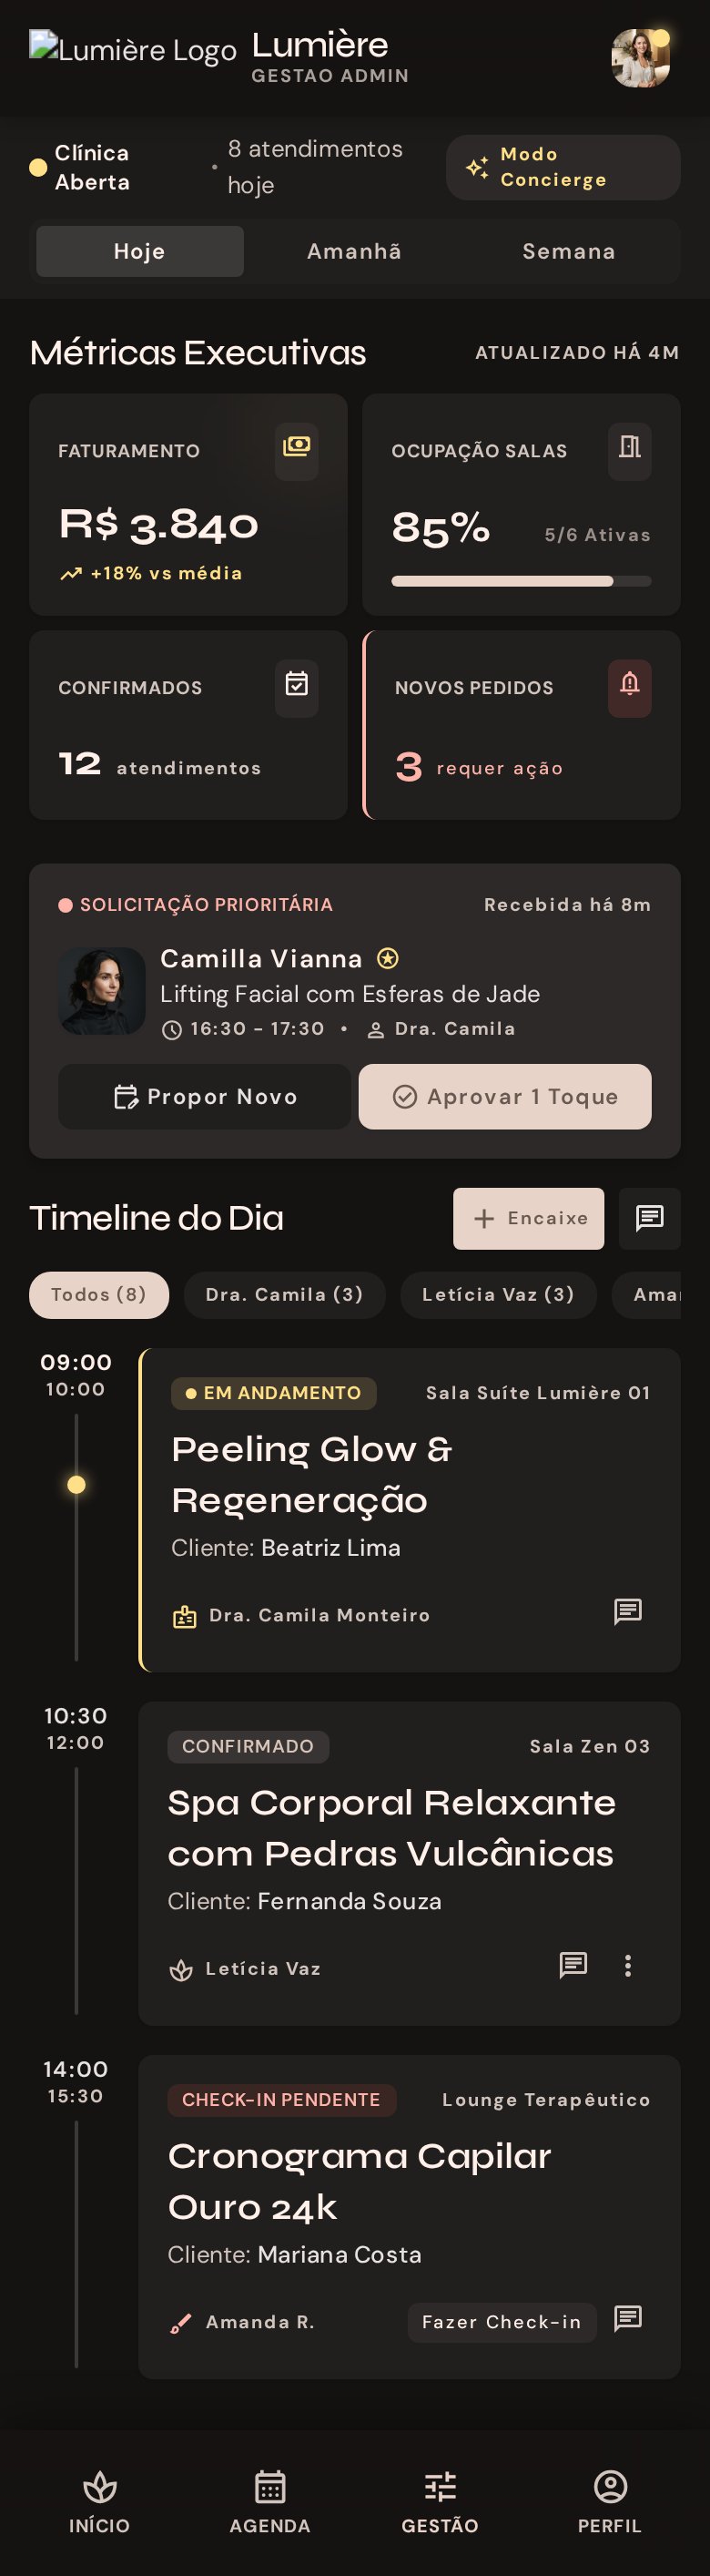 Lumière Logo
Lumière
GESTAO ADMIN
Clínica
Aberta
•
8 atendimentos
hoje
Modo
Concierge
Hoje
Amanhã
Semana
Métricas Executivas
ATUALIZADO HÁ 4M
FATURAMENTO
R$ 3.840
+18% vs média
OCUPAÇÃO SALAS
85%
5/6 Ativas
CONFIRMADOS
12 atendimentos
NOVOS PEDIDOS
3 requer ação
SOLICITAÇÃO PRIORITÁRIA
Recebida há 8m
Camilla Vianna
Lifting Facial com Esferas de Jade
16:30 - 17:30 • Dra. Camila
Propor Novo
Aprovar 1 Toque
Timeline do Dia
Encaixe
Todos (8)
Dra. Camila (3)
Letícia Vaz (3)
09:00
10:00
EM ANDAMENTO
Sala Suíte Lumière 01
Peeling Glow &
Regeneração
Cliente: Beatriz Lima
Dra. Camila Monteiro
10:30
12:00
CONFIRMADO
Sala Zen 03
Spa Corporal Relaxante
com Pedras Vulcânicas
Cliente: Fernanda Souza
Letícia Vaz
14:00
15:30
CHECK-IN PENDENTE
Lounge Terapêutico
Cronograma Capilar
Ouro 24k
Cliente: Mariana Costa
Amanda R.
Fazer Check-in
INÍCIO
AGENDA
GESTÃO
PERFIL